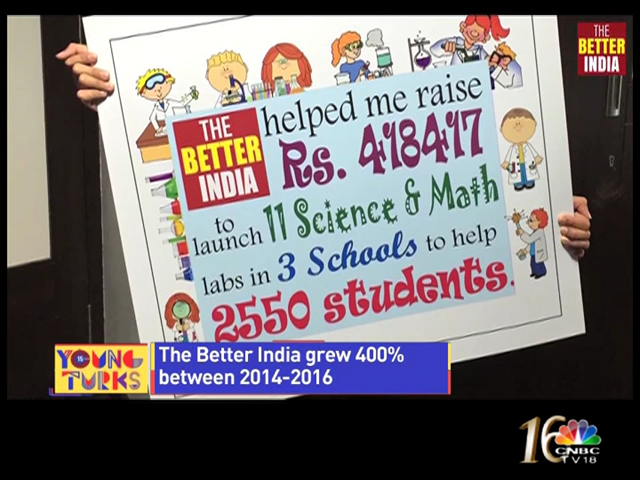 THE
BETTER
INDIA
THE
BETTER
INDIA
helped me raise
Rs. 418417
to
launch 11 Science & Math
labs in 3 Schools to help
2550 students.
15
YOUNG
TURKS
The Better India grew 400%
between 2014-2016
16
CNBC
TV18